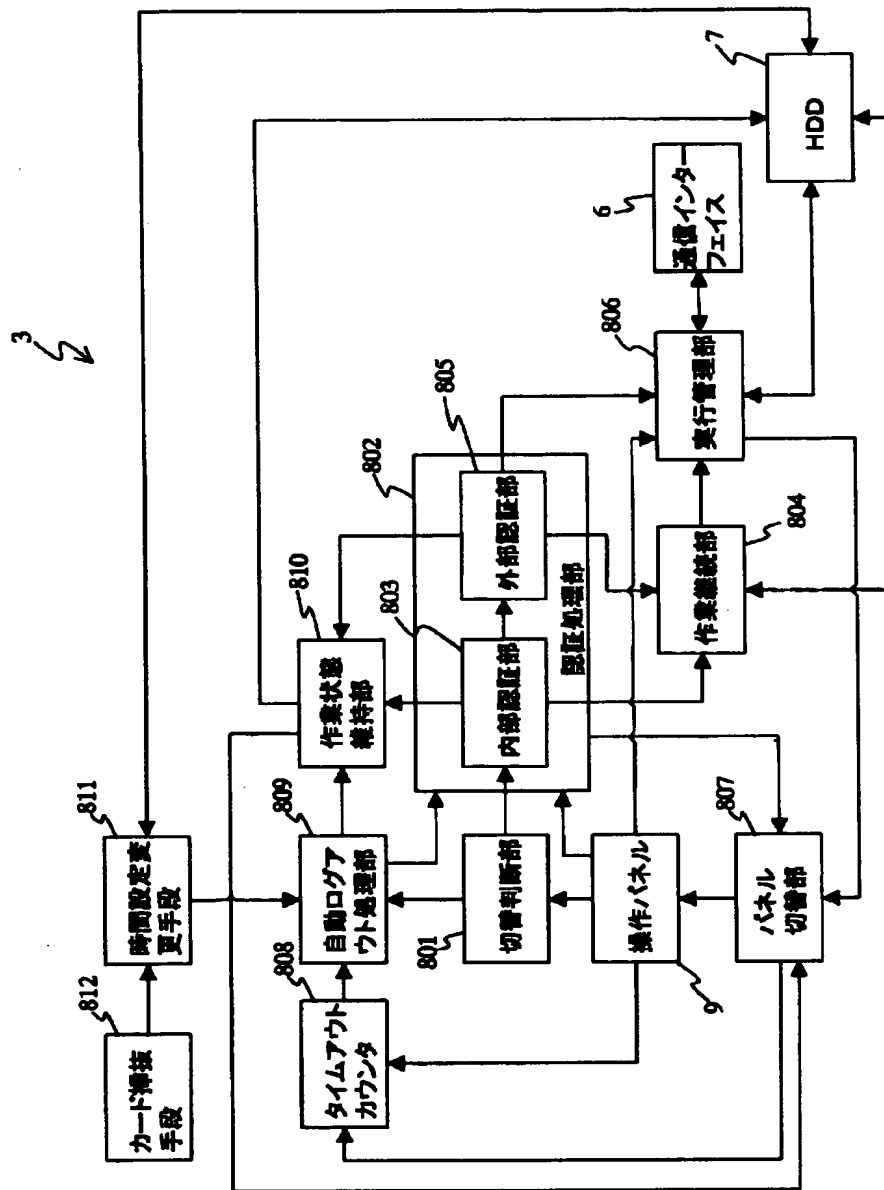 3
812
カード挿抜
手段
811
時間設定変
更手段
808
タイムアウト
カウンタ
809
自動ログア
ウト処理部
810
作業状態
維持部
801
切替判断部
802
認証処理部
803
内部認証部
805
外部認証部
9
操作パネル
807
パネル
切替部
804
作業継続部
806
実行管理部
6
通信インター
フェイス
7
HDD